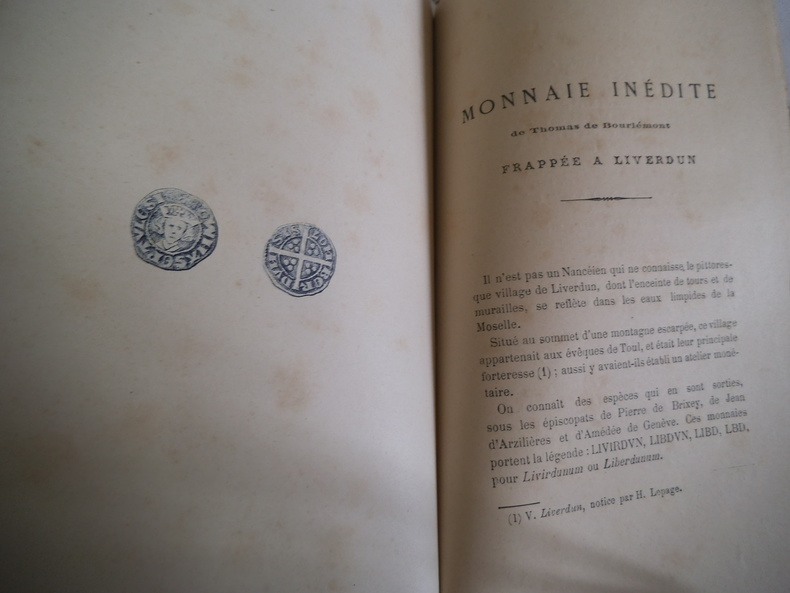 MONNAIE INÉDITE
de Thomas de Bourlémont
FRAPPÉE A LIVERDUN
Il n'est pas un Nancéien qui ne connaisse, le pittores-
que village de Liverdun, dont l'enceinte de tours et de
murailles, se reflète dans les eaux limpides de la
Moselle.
Situé au sommet d'une montagne escarpée, ce village
appartenait aux évêques de Toul, et était leur principale
forteresse (1) ; aussi y avaient-ils établi un atelier moné-
taire.
On connaît des espèces qui en sont sorties,
sous les épiscopats de Pierre de Brixey, de Jean
d'Arzilières et d'Amédée de Genève. Ces monnaies
portent la légende : LIVIRDVN, LIBDVN, LIBD, LBD,
pour Livirdunum ou Liberdunum.
(1) V. Liverdun, notice par H. Lepage.